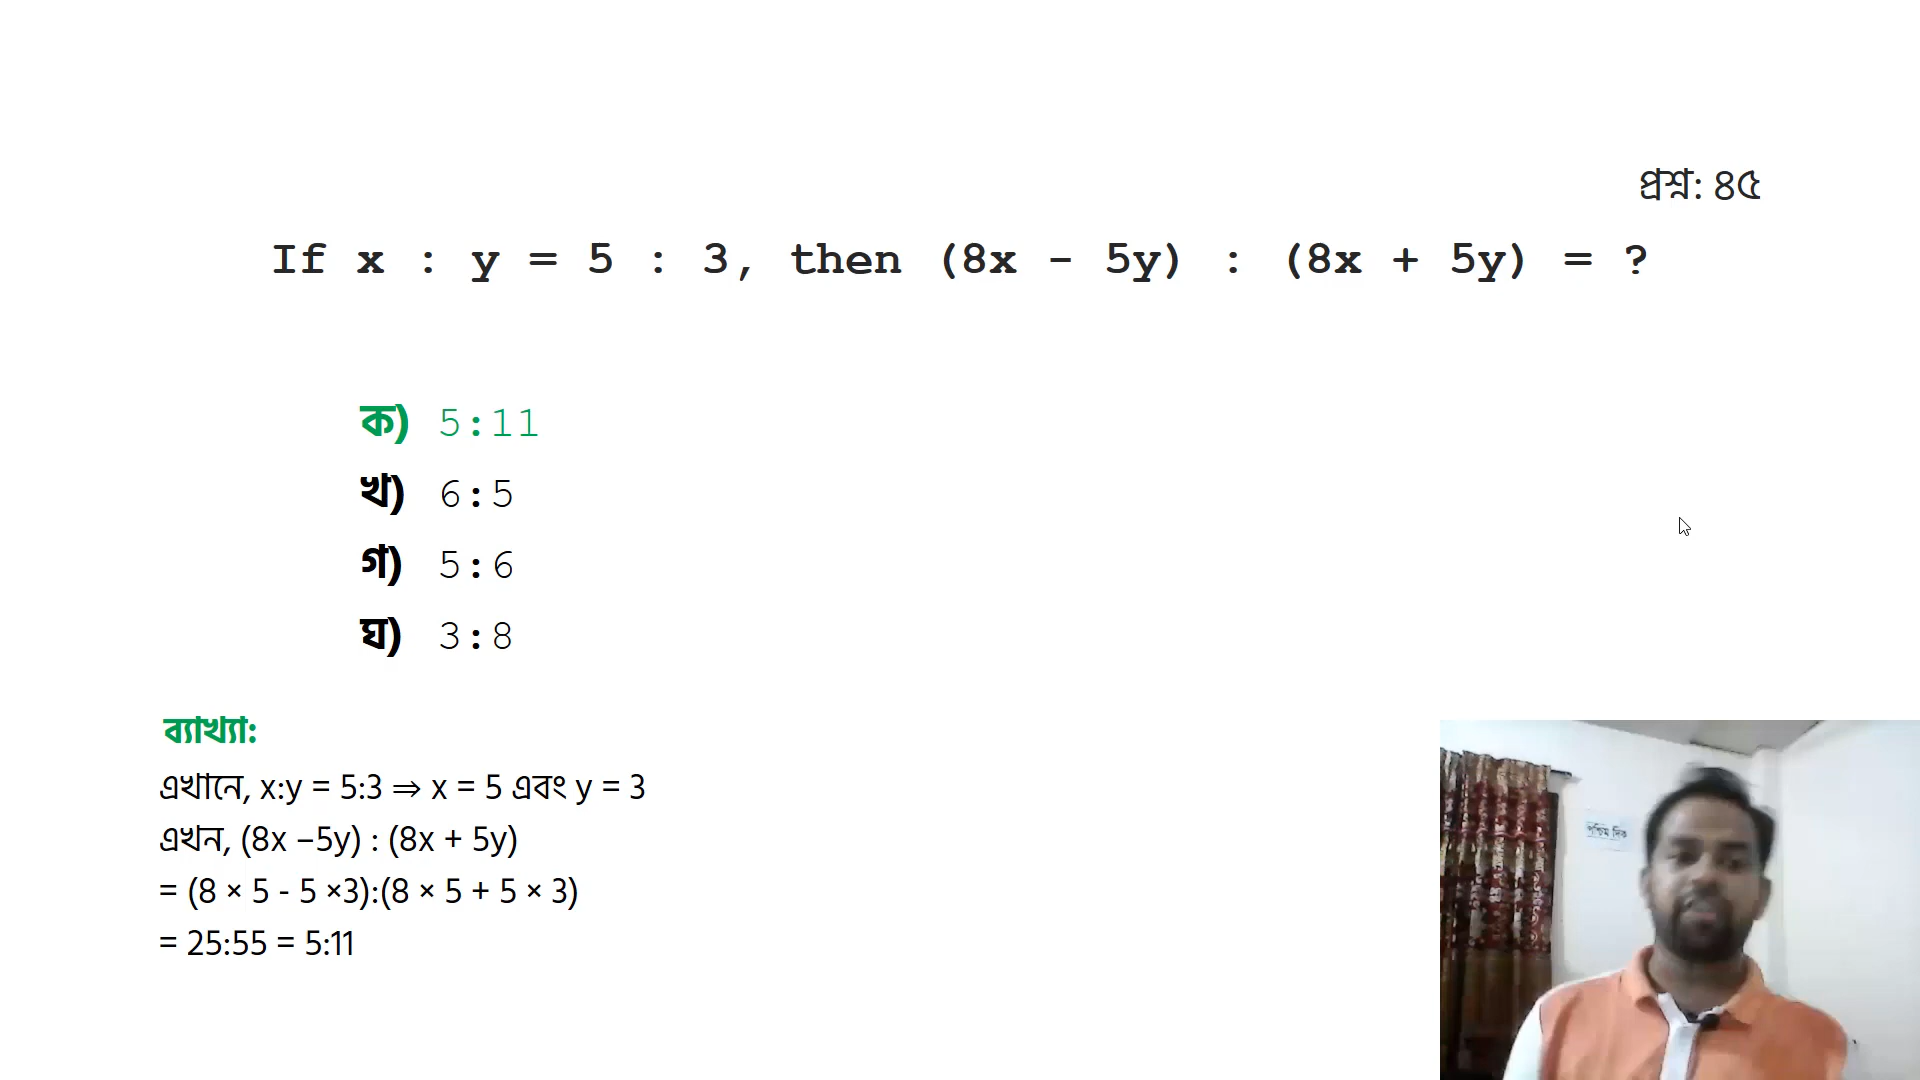 প্রশ্ন: ৪৫
If x : y = 5 : 3, then (8x - 5y) : (8x + 5y) = ?
ক) 5:11
খ) 6:5
গ) 5:6
ঘ) 3:8
ব্যাখ্যা:
এখানে, x:y = 5:3 ⇒ x = 5 এবং y = 3
এখন, (8x −5y) : (8x + 5y)
= (8 × 5 - 5 ×3):(8 × 5 + 5 × 3)
= 25:55 = 5:11
পশ্চিম দিক